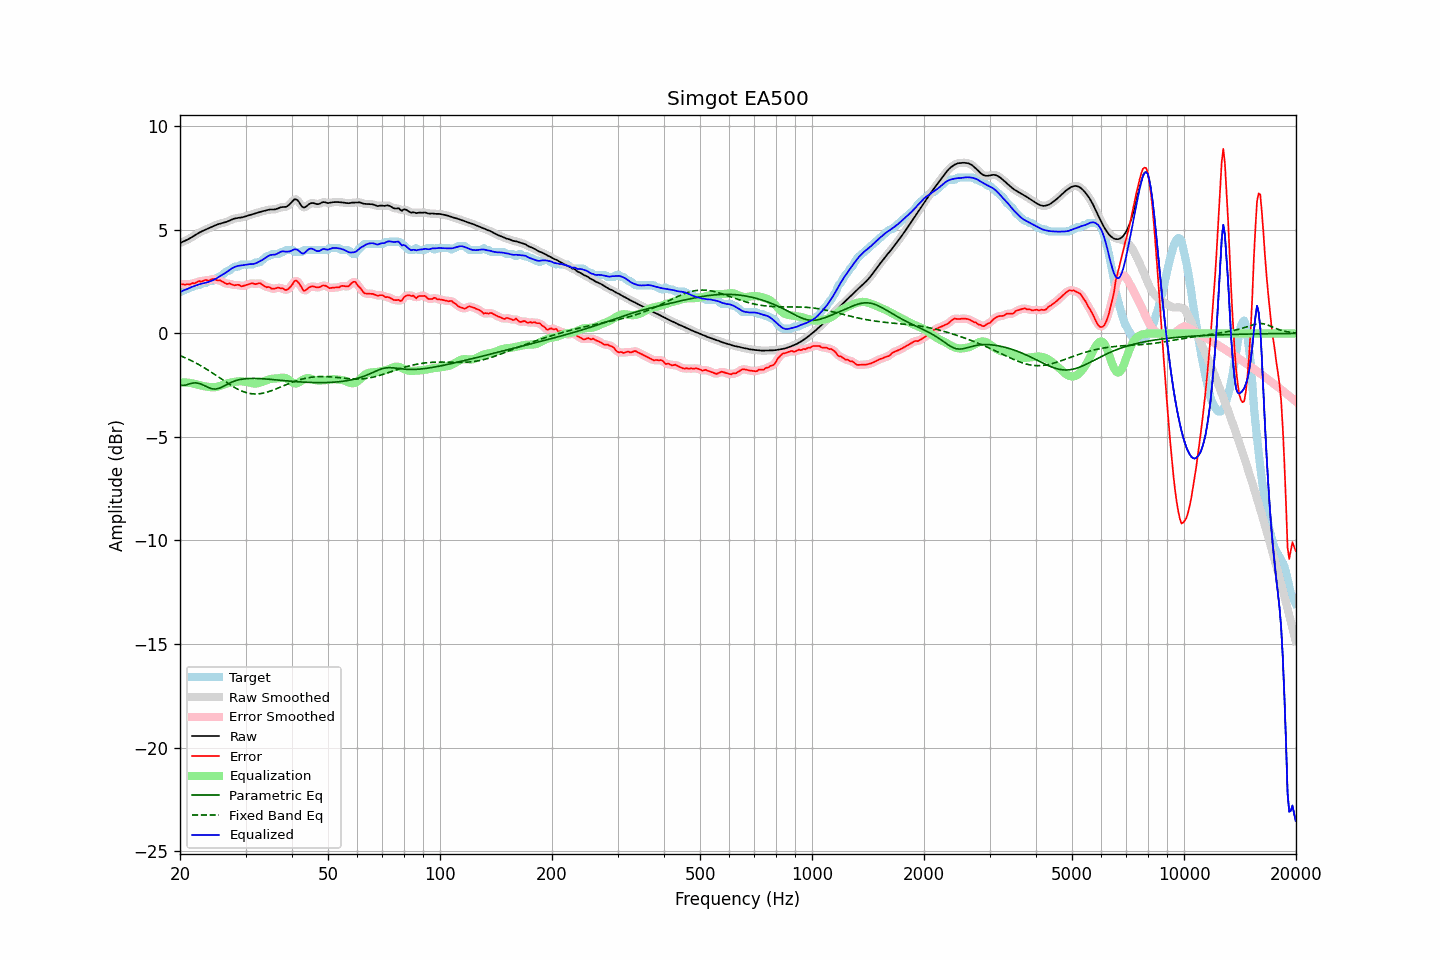 Simgot EA500
10
5
0
−5
−10
−15
−20
−25
Amplitude (dBr)
Target
Raw Smoothed
Error Smoothed
Raw
Error
Equalization
Parametric Eq
Fixed Band Eq
Equalized
20 50 100 200 500 1000 2000 5000 10000 20000
Frequency (Hz)